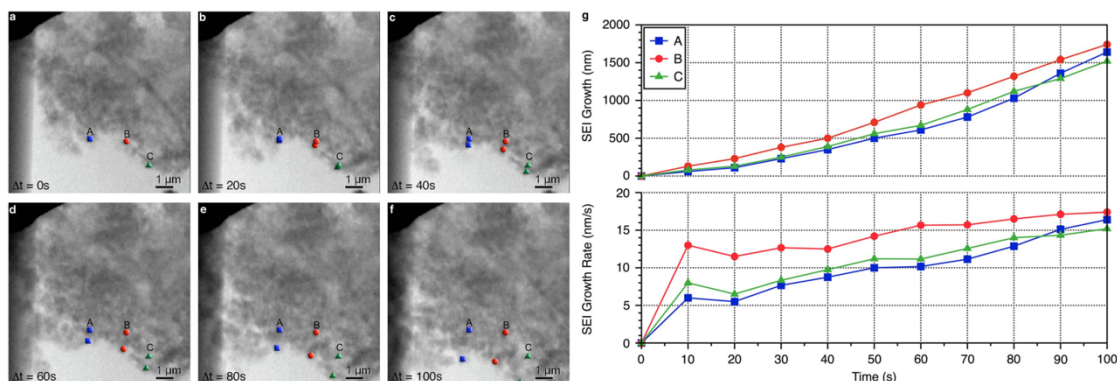 a
A
B
C
Δt = 0s
1 μm
b
A
B
C
Δt = 20s
1 μm
c
A
B
C
Δt = 40s
1 μm
d
A
B
C
Δt = 60s
1 μm
e
A
B
C
Δt = 80s
1 μm
f
A
B
C
Δt = 100s
1 μm
g
SEI Growth (nm)
2000
1500
1000
500
0
A
B
C
SEI Growth Rate (nm/s)
20
15
10
5
0
0 10 20 30 40 50 60 70 80 90 100
Time (s)